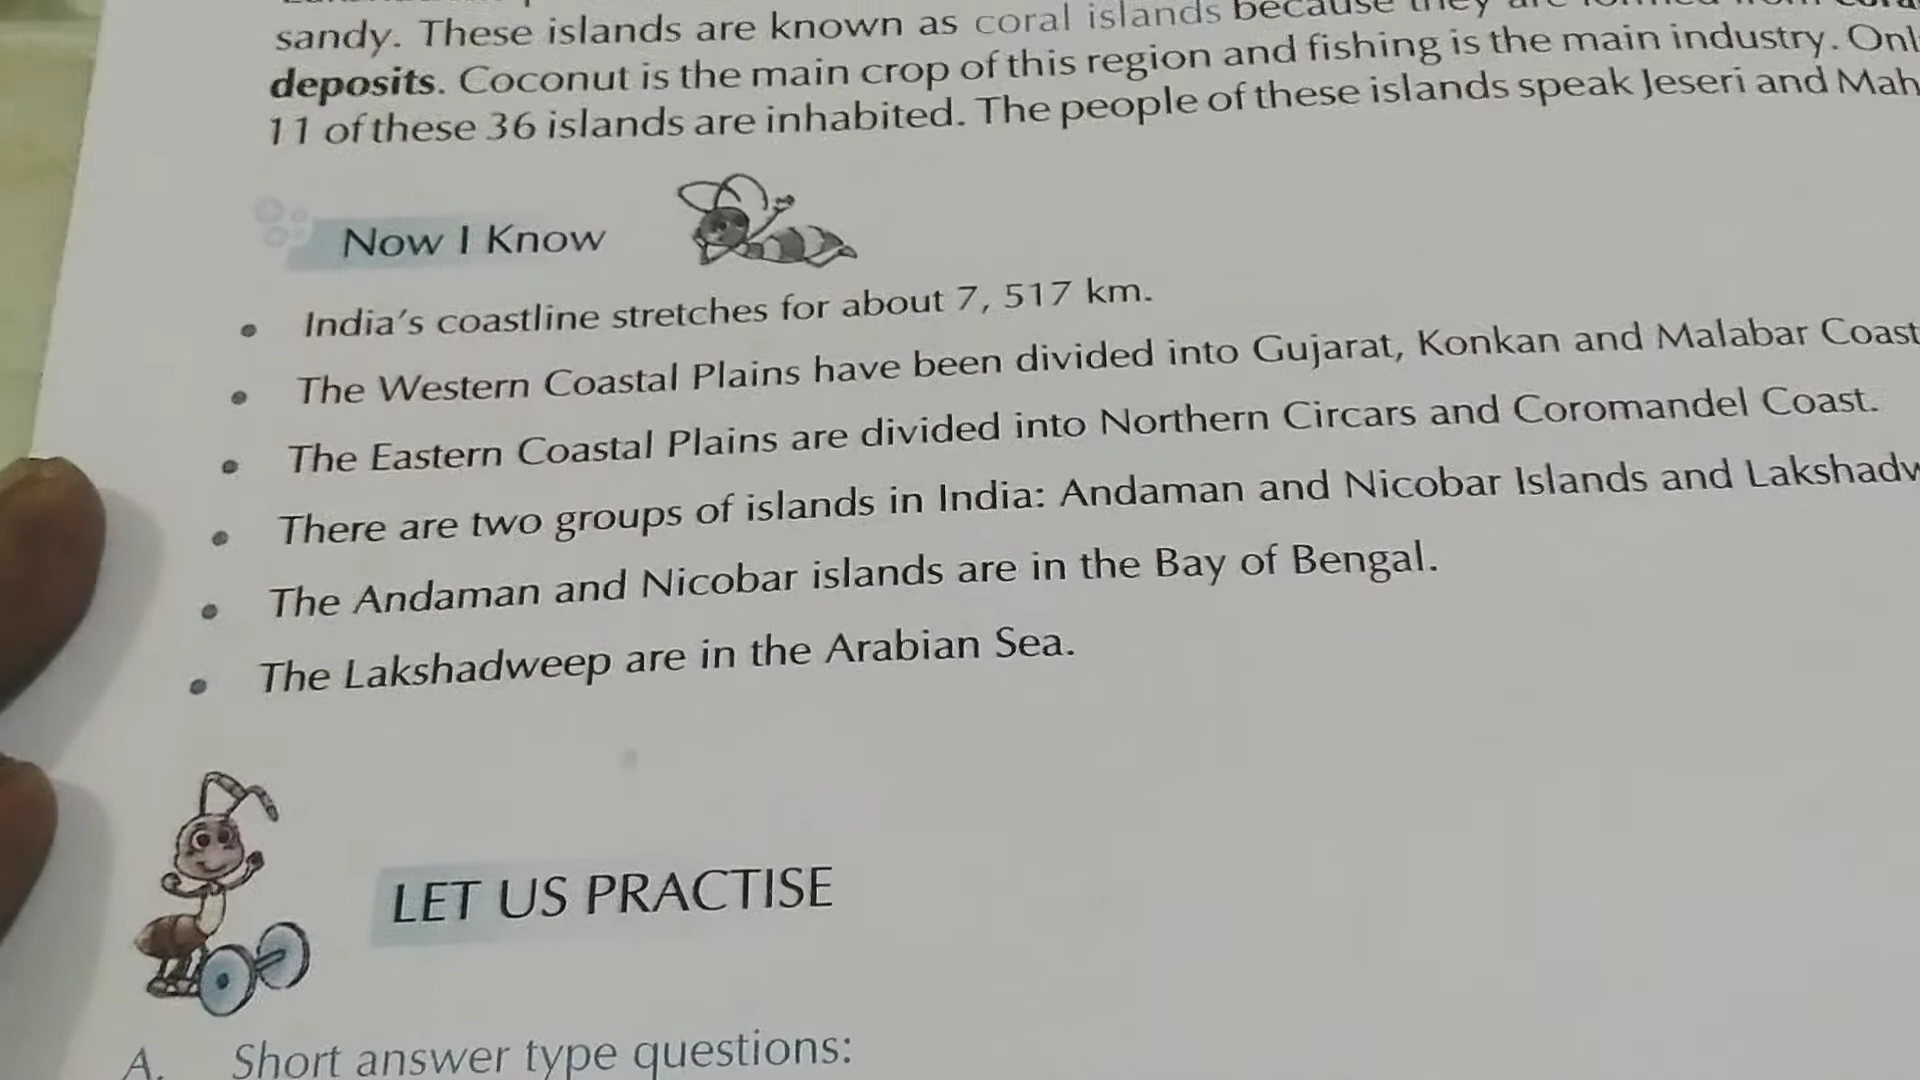 sandy. These islands are known as coral islands because they are formed from
deposits. Coconut is the main crop of this region and fishing is the main industry.
11 of these 36 islands are inhabited. The people of these islands speak Jeseri and
Now I Know
• India's coastline stretches for about 7, 517 km.
• The Western Coastal Plains have been divided into Gujarat, Konkan and Malabar Coast
• The Eastern Coastal Plains are divided into Northern Circars and Coromandel Coast.
• There are two groups of islands in India: Andaman and Nicobar Islands and
• The Andaman and Nicobar islands are in the Bay of Bengal.
• The Lakshadweep are in the Arabian Sea.
LET US PRACTISE
A. Short answer type questions: